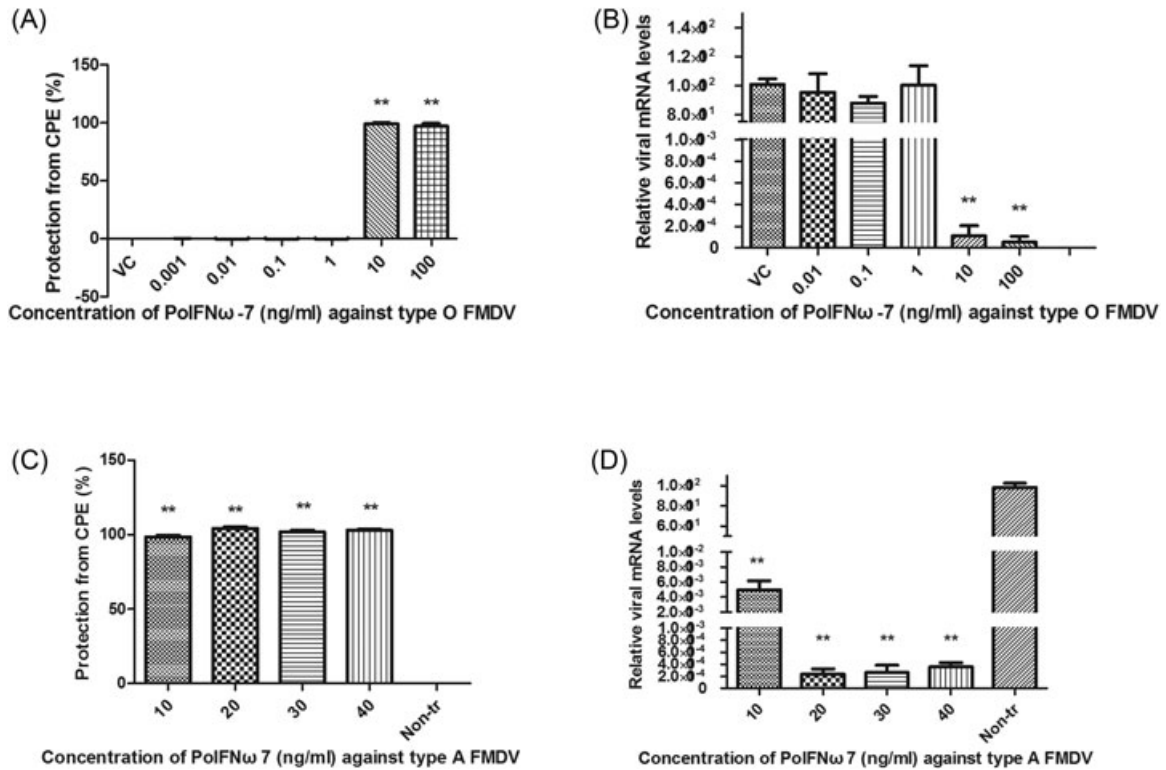 (A)
Protection from CPE (%)
150
100
50
0
-50
** **
VC 0.001 0.01 0.1 1 10 100
Concentration of PoIFNω-7 (ng/ml) against type O FMDV
(B)
Relative viral mRNA levels
** **
0
VC 0.01 0.1 1 10 100
Concentration of PoIFNω-7 (ng/ml) against type O FMDV
(C)
Protection from CPE (%)
150
100
50
0
** ** ** **
10 20 30 40 Non-tr
Concentration of PoIFNω7 (ng/ml) against type A FMDV
(D)
Relative viral mRNA levels
**
** ** **
0
10 20 30 40 Non-tr
Concentration of PoIFNω7 (ng/ml) against type A FMDV